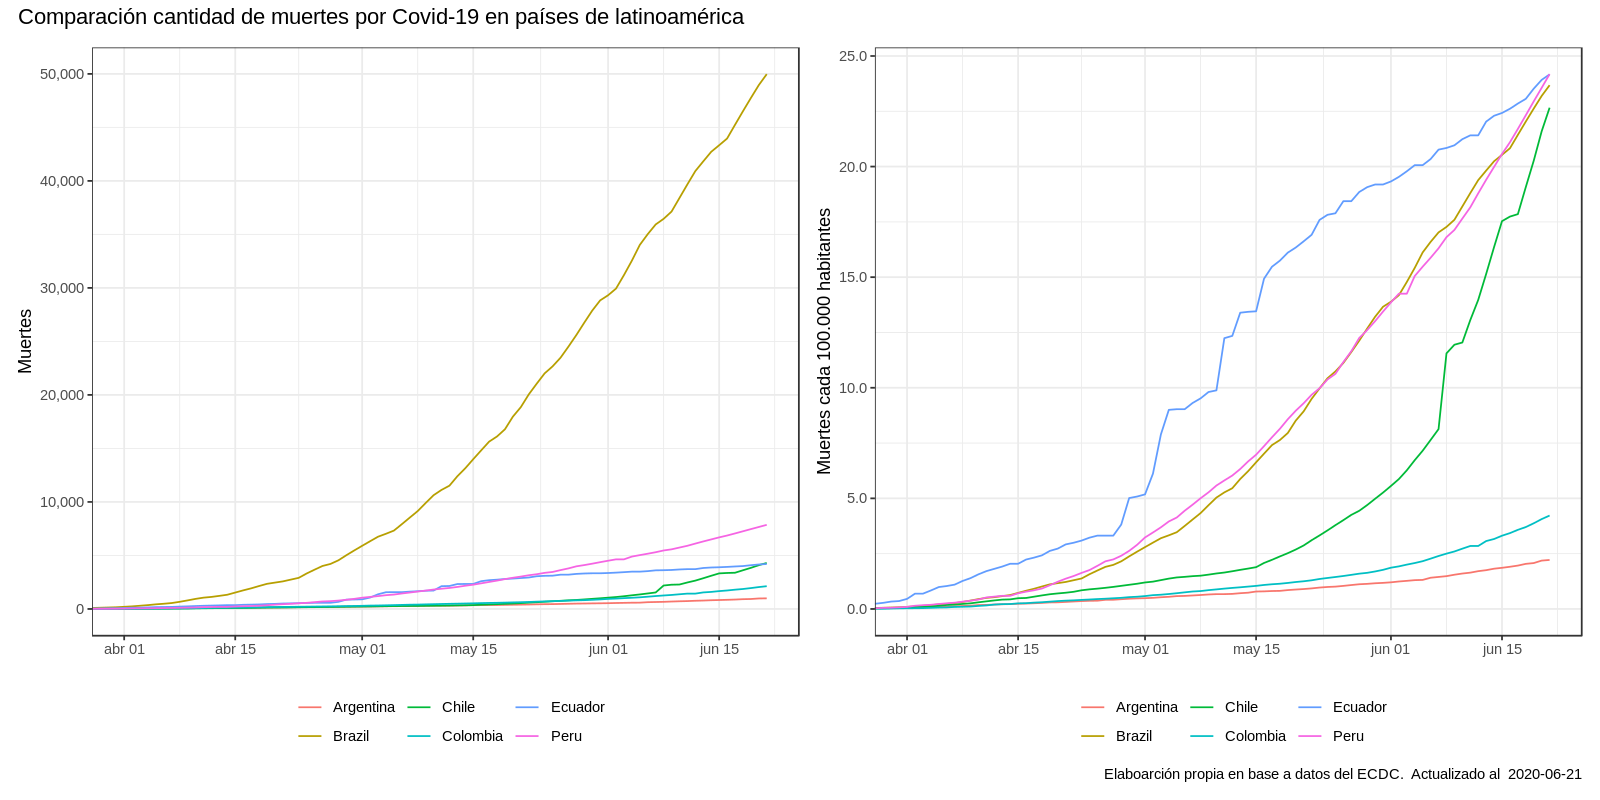 Comparación cantidad de muertes por Covid-19 en países de latinoamérica
Muertes
50,000
40,000
30,000
20,000
10,000
0
abr 01
abr 15
may 01
may 15
jun 01
jun 15
Argentina
Chile
Ecuador
Brazil
Colombia
Peru
Muertes cada 100.000 habitantes
25.0
20.0
15.0
10.0
5.0
0.0
abr 01
abr 15
may 01
may 15
jun 01
jun 15
Argentina
Chile
Ecuador
Brazil
Colombia
Peru
Elaboarción propia en base a datos del ECDC.  Actualizado al  2020-06-21